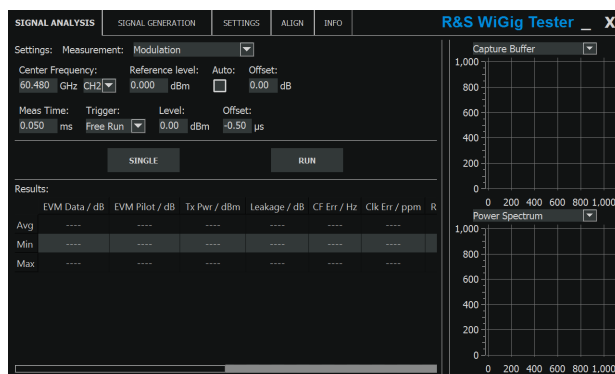 SIGNAL ANALYSIS SIGNAL GENERATION SETTINGS ALIGN INFO R&S WiGig Tester _ X
Settings: Measurement: Modulation
Center Frequency: Reference level: Auto: Offset:
60.480 GHz CH2 0.000 dBm 0.00 dB
Meas Time: Trigger: Level: Offset:
0.050 ms Free Run 0.00 dBm -0.50 µs
SINGLE RUN
Results:
EVM Data / dB EVM Pilot / dB Tx Pwr / dBm Leakage / dB CF Err / Hz Clk Err / ppm R
Avg ---- ---- ---- ---- ---- ----
Min ---- ---- ---- ---- ---- ----
Max ---- ---- ---- ---- ---- ----
Capture Buffer
1,000
800
600
400
200
0
0 200 400 600 800 1,000
Power Spectrum
1,000
800
600
400
200
0
0 200 400 600 800 1,000